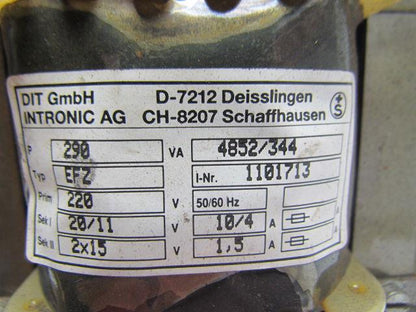 DIT GmbH D-7212 Deisslingen
INTRONIC AG CH-8207 Schaffhausen +S
P 290 VA 4852/344
Typ EFZ I-Nr. 1101713
Prim 220 V 50/60 Hz
Sek I 20/11 V 10/4 A
Sek II 2x15 V 1,5 A